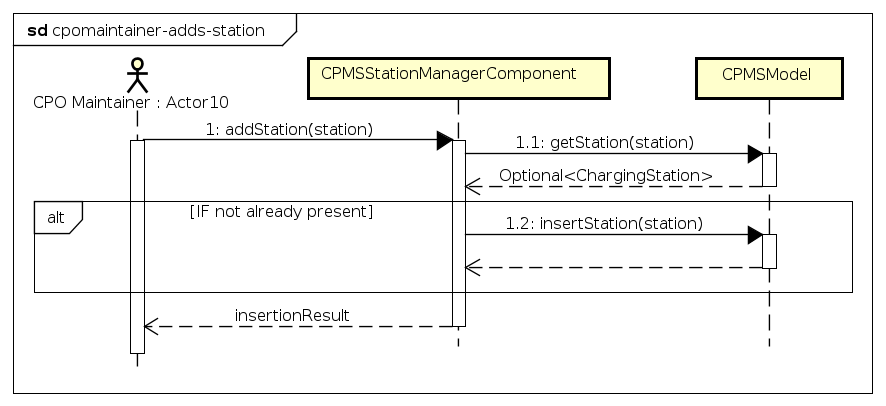 sd cpomaintainer-adds-station
CPMSStationManagerComponent
CPMSModel
CPO Maintainer : Actor10
1: addStation(station)
1.1: getStation(station)
Optional<ChargingStation>
alt
[IF not already present]
1.2: insertStation(station)
insertionResult